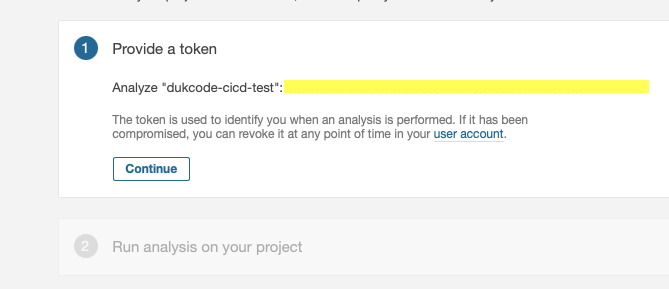 1 Provide a token
Analyze "dukcode-cicd-test":
The token is used to identify you when an analysis is performed. If it has been
compromised, you can revoke it at any point of time in your user account.
Continue
2 Run analysis on your project